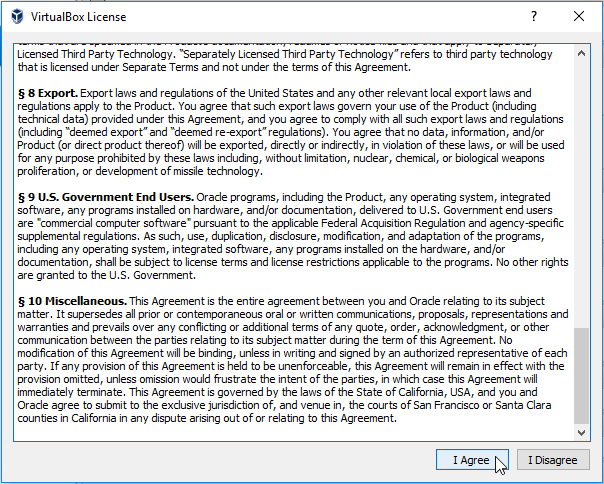 VirtualBox License
Licensed Third Party Technology. “Separately Licensed Third Party Technology” refers to third party technology
that is licensed under Separate Terms and not under the terms of this Agreement.
§ 8 Export. Export laws and regulations of the United States and any other relevant local export laws and
regulations apply to the Product. You agree that such export laws govern your use of the Product (including
technical data) provided under this Agreement, and you agree to comply with all such export laws and regulations
(including “deemed export” and “deemed re-export” regulations). You agree that no data, information, and/or
Product (or direct product thereof) will be exported, directly or indirectly, in violation of these laws, or will be used
for any purpose prohibited by these laws including, without limitation, nuclear, chemical, or biological weapons
proliferation, or development of missile technology.
§ 9 U.S. Government End Users. Oracle programs, including the Product, any operating system, integrated
software, any programs installed on hardware, and/or documentation, delivered to U.S. Government end users
are "commercial computer software" pursuant to the applicable Federal Acquisition Regulation and agency-specific
supplemental regulations. As such, use, duplication, disclosure, modification, and adaptation of the programs,
including any operating system, integrated software, any programs installed on the hardware, and/or
documentation, shall be subject to license terms and license restrictions applicable to the programs. No other rights
are granted to the U.S. Government.
§ 10 Miscellaneous. This Agreement is the entire agreement between you and Oracle relating to its subject
matter. It supersedes all prior or contemporaneous oral or written communications, proposals, representations and
warranties and prevails over any conflicting or additional terms of any quote, order, acknowledgment, or other
communication between the parties relating to its subject matter during the term of this Agreement. No
modification of this Agreement will be binding, unless in writing and signed by an authorized representative of each
party. If any provision of this Agreement is held to be unenforceable, this Agreement will remain in effect with the
provision omitted, unless omission would frustrate the intent of the parties, in which case this Agreement will
immediately terminate. This Agreement is governed by the laws of the State of California, USA, and you and
Oracle agree to submit to the exclusive jurisdiction of, and venue in, the courts of San Francisco or Santa Clara
counties in California in any dispute arising out of or relating to this Agreement.
I Agree
I Disagree